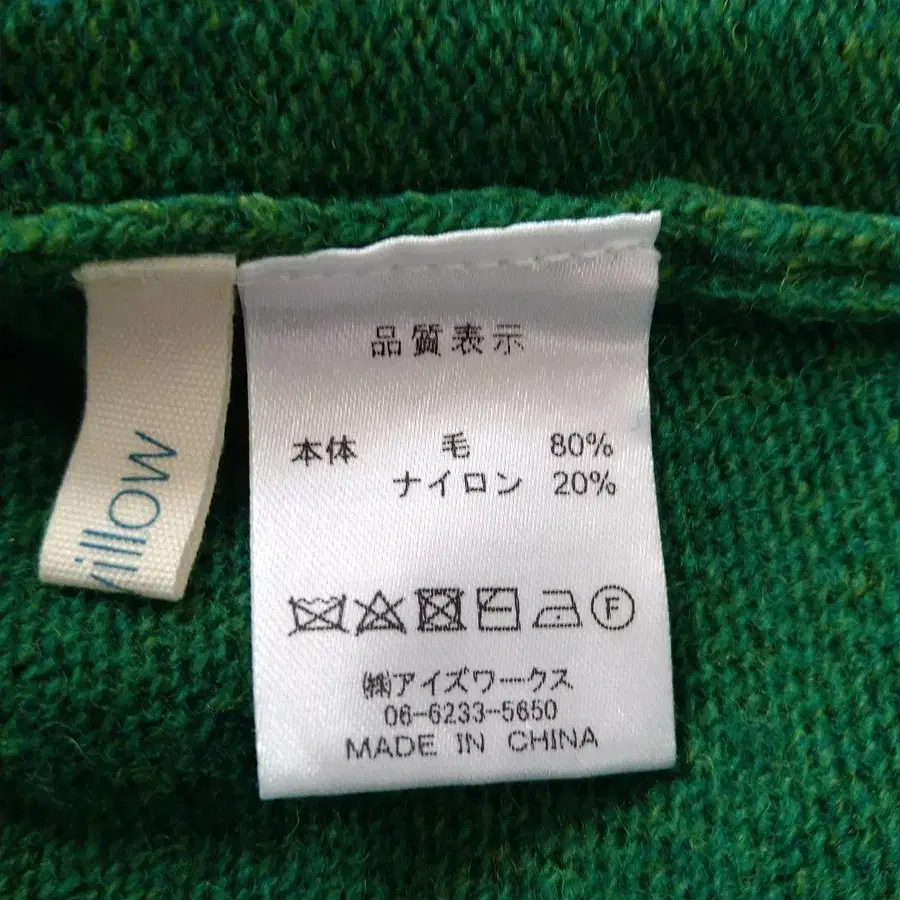 品質表示
本体 毛 80%
ナイロン 20%
F
㈱アイズワークス
06-6233-5650
MADE IN CHINA